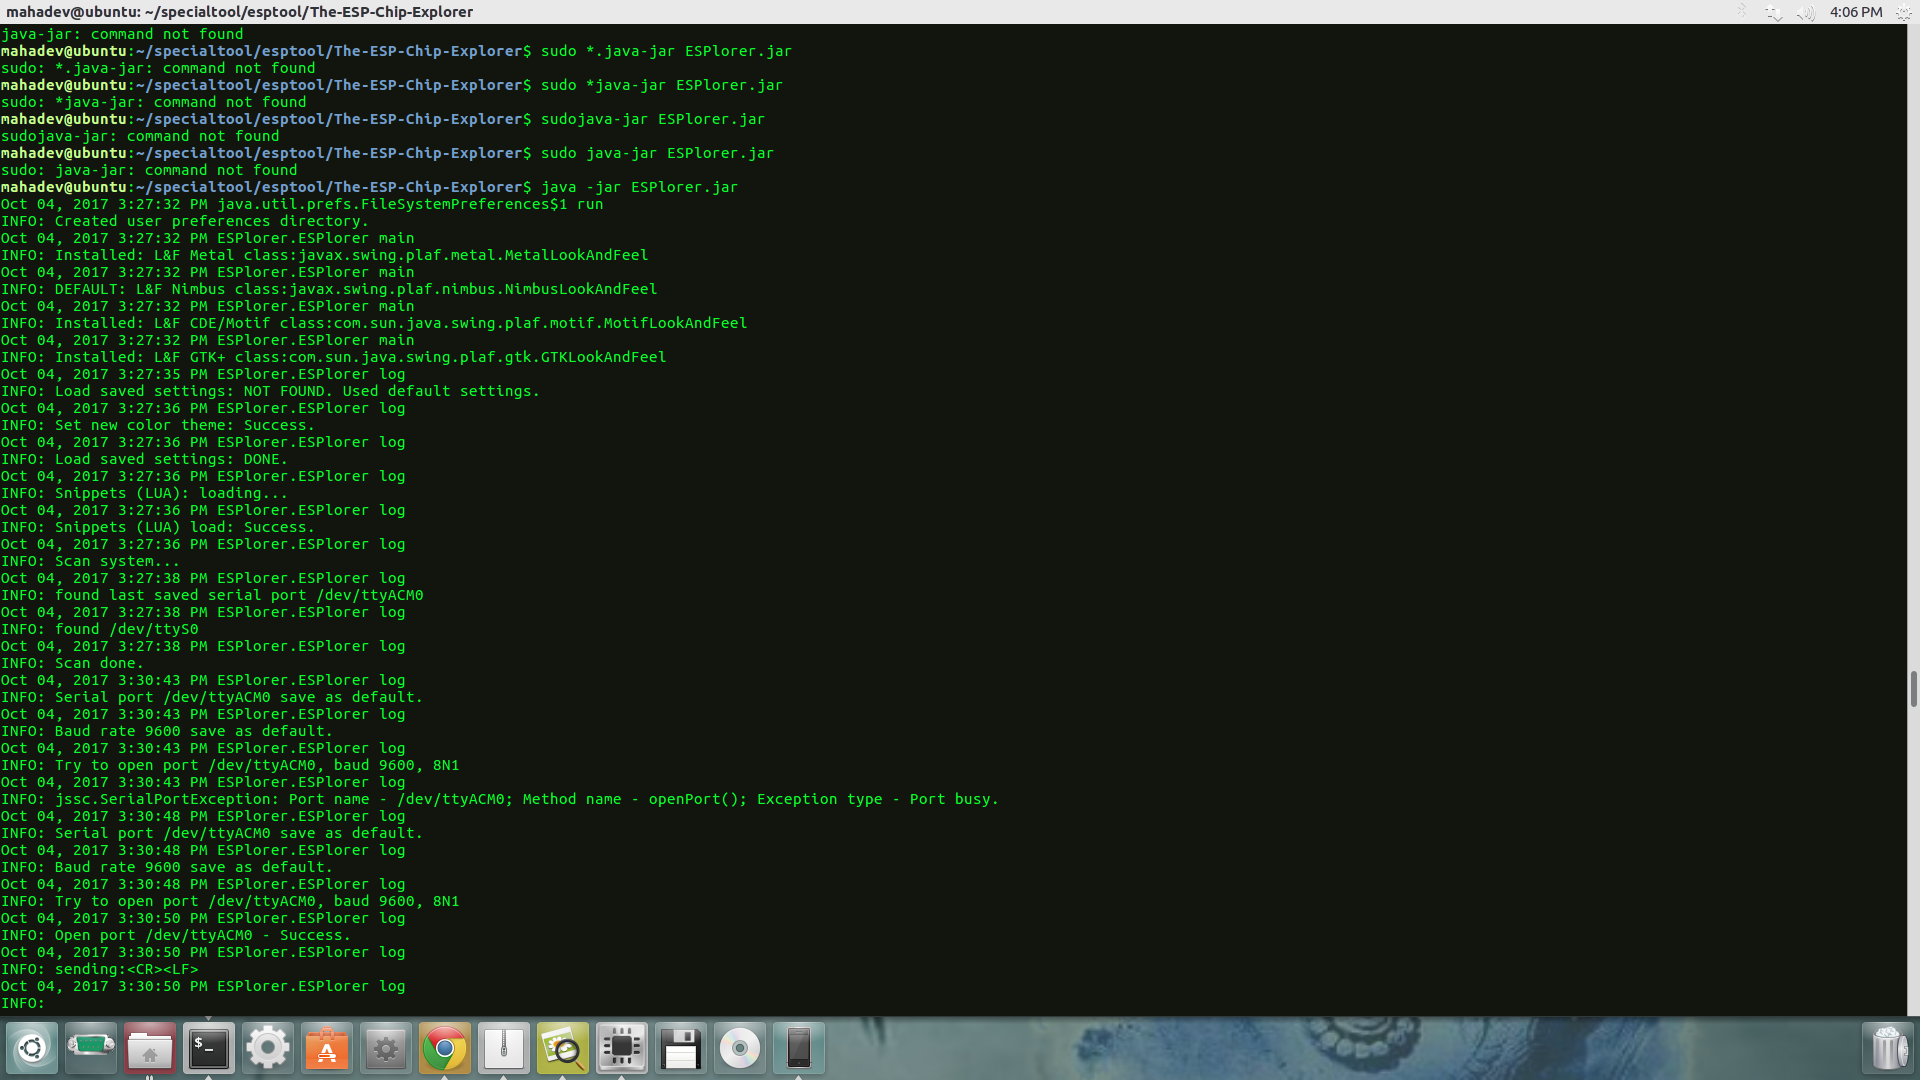 mahadev@ubuntu: ~/specialtool/esptool/The-ESP-Chip-Explorer
4:06 PM
java-jar: command not found
mahadev@ubuntu:~/specialtool/esptool/The-ESP-Chip-Explorer$ sudo *.java-jar ESPlorer.jar
sudo: *.java-jar: command not found
mahadev@ubuntu:~/specialtool/esptool/The-ESP-Chip-Explorer$ sudo *java-jar ESPlorer.jar
sudo: *java-jar: command not found
mahadev@ubuntu:~/specialtool/esptool/The-ESP-Chip-Explorer$ sudojava-jar ESPlorer.jar
sudojava-jar: command not found
mahadev@ubuntu:~/specialtool/esptool/The-ESP-Chip-Explorer$ sudo java-jar ESPlorer.jar
sudo: java-jar: command not found
mahadev@ubuntu:~/specialtool/esptool/The-ESP-Chip-Explorer$ java -jar ESPlorer.jar
Oct 04, 2017 3:27:32 PM java.util.prefs.FileSystemPreferences$1 run
INFO: Created user preferences directory.
Oct 04, 2017 3:27:32 PM ESPlorer.ESPlorer main
INFO: Installed: L&F Metal class:javax.swing.plaf.metal.MetalLookAndFeel
Oct 04, 2017 3:27:32 PM ESPlorer.ESPlorer main
INFO: DEFAULT: L&F Nimbus class:javax.swing.plaf.nimbus.NimbusLookAndFeel
Oct 04, 2017 3:27:32 PM ESPlorer.ESPlorer main
INFO: Installed: L&F CDE/Motif class:com.sun.java.swing.plaf.motif.MotifLookAndFeel
Oct 04, 2017 3:27:32 PM ESPlorer.ESPlorer main
INFO: Installed: L&F GTK+ class:com.sun.java.swing.plaf.gtk.GTKLookAndFeel
Oct 04, 2017 3:27:35 PM ESPlorer.ESPlorer log
INFO: Load saved settings: NOT FOUND. Used default settings.
Oct 04, 2017 3:27:36 PM ESPlorer.ESPlorer log
INFO: Set new color theme: Success.
Oct 04, 2017 3:27:36 PM ESPlorer.ESPlorer log
INFO: Load saved settings: DONE.
Oct 04, 2017 3:27:36 PM ESPlorer.ESPlorer log
INFO: Snippets (LUA): loading...
Oct 04, 2017 3:27:36 PM ESPlorer.ESPlorer log
INFO: Snippets (LUA) load: Success.
Oct 04, 2017 3:27:36 PM ESPlorer.ESPlorer log
INFO: Scan system...
Oct 04, 2017 3:27:38 PM ESPlorer.ESPlorer log
INFO: found last saved serial port /dev/ttyACM0
Oct 04, 2017 3:27:38 PM ESPlorer.ESPlorer log
INFO: found /dev/ttyS0
Oct 04, 2017 3:27:38 PM ESPlorer.ESPlorer log
INFO: Scan done.
Oct 04, 2017 3:30:43 PM ESPlorer.ESPlorer log
INFO: Serial port /dev/ttyACM0 save as default.
Oct 04, 2017 3:30:43 PM ESPlorer.ESPlorer log
INFO: Baud rate 9600 save as default.
Oct 04, 2017 3:30:43 PM ESPlorer.ESPlorer log
INFO: Try to open port /dev/ttyACM0, baud 9600, 8N1
Oct 04, 2017 3:30:43 PM ESPlorer.ESPlorer log
INFO: jssc.SerialPortException: Port name - /dev/ttyACM0; Method name - openPort(); Exception type - Port busy.
Oct 04, 2017 3:30:48 PM ESPlorer.ESPlorer log
INFO: Serial port /dev/ttyACM0 save as default.
Oct 04, 2017 3:30:48 PM ESPlorer.ESPlorer log
INFO: Baud rate 9600 save as default.
Oct 04, 2017 3:30:48 PM ESPlorer.ESPlorer log
INFO: Try to open port /dev/ttyACM0, baud 9600, 8N1
Oct 04, 2017 3:30:50 PM ESPlorer.ESPlorer log
INFO: Open port /dev/ttyACM0 - Success.
Oct 04, 2017 3:30:50 PM ESPlorer.ESPlorer log
INFO: sending:<CR><LF>
Oct 04, 2017 3:30:50 PM ESPlorer.ESPlorer log
INFO: